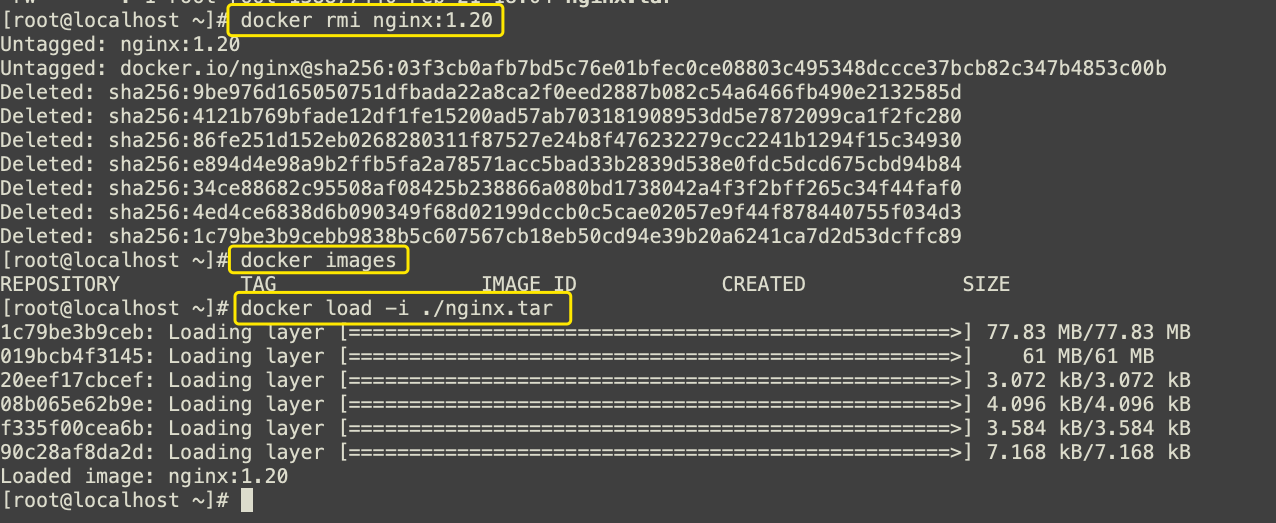 [root@localhost ~]# docker rmi nginx:1.20
Untagged: nginx:1.20
Untagged: docker.io/nginx@sha256:03f3cb0afb7bd5c76e01bfec0ce08803c495348dccce37bcb82c347b4853c00b
Deleted: sha256:9be976d165050751dfbada22a8ca2f0eed2887b082c54a6466fb490e2132585d
Deleted: sha256:4121b769bfade12df1fe15200ad57ab703181908953dd5e7872099ca1f2fc280
Deleted: sha256:86fe251d152eb0268280311f87527e24b8f476232279cc2241b1294f15c34930
Deleted: sha256:e894d4e98a9b2ffb5fa2a78571acc5bad33b2839d538e0fdc5dcd675cbd94b84
Deleted: sha256:34ce88682c95508af08425b238866a080bd1738042a4f3f2bff265c34f44faf0
Deleted: sha256:4ed4ce6838d6b090349f68d02199dccb0c5cae02057e9f44f878440755f034d3
Deleted: sha256:1c79be3b9cebb9838b5c607567cb18eb50cd94e39b20a6241ca7d2d53dcffc89
[root@localhost ~]# docker images
REPOSITORY          TAG                 IMAGE ID            CREATED             SIZE
[root@localhost ~]# docker load -i ./nginx.tar
1c79be3b9ceb: Loading layer [==================================================>] 77.83 MB/77.83 MB
019bcb4f3145: Loading layer [==================================================>]    61 MB/61 MB
20eef17cbcef: Loading layer [==================================================>] 3.072 kB/3.072 kB
08b065e62b9e: Loading layer [==================================================>] 4.096 kB/4.096 kB
f335f00cea6b: Loading layer [==================================================>] 3.584 kB/3.584 kB
90c28af8da2d: Loading layer [==================================================>] 7.168 kB/7.168 kB
Loaded image: nginx:1.20
[root@localhost ~]#